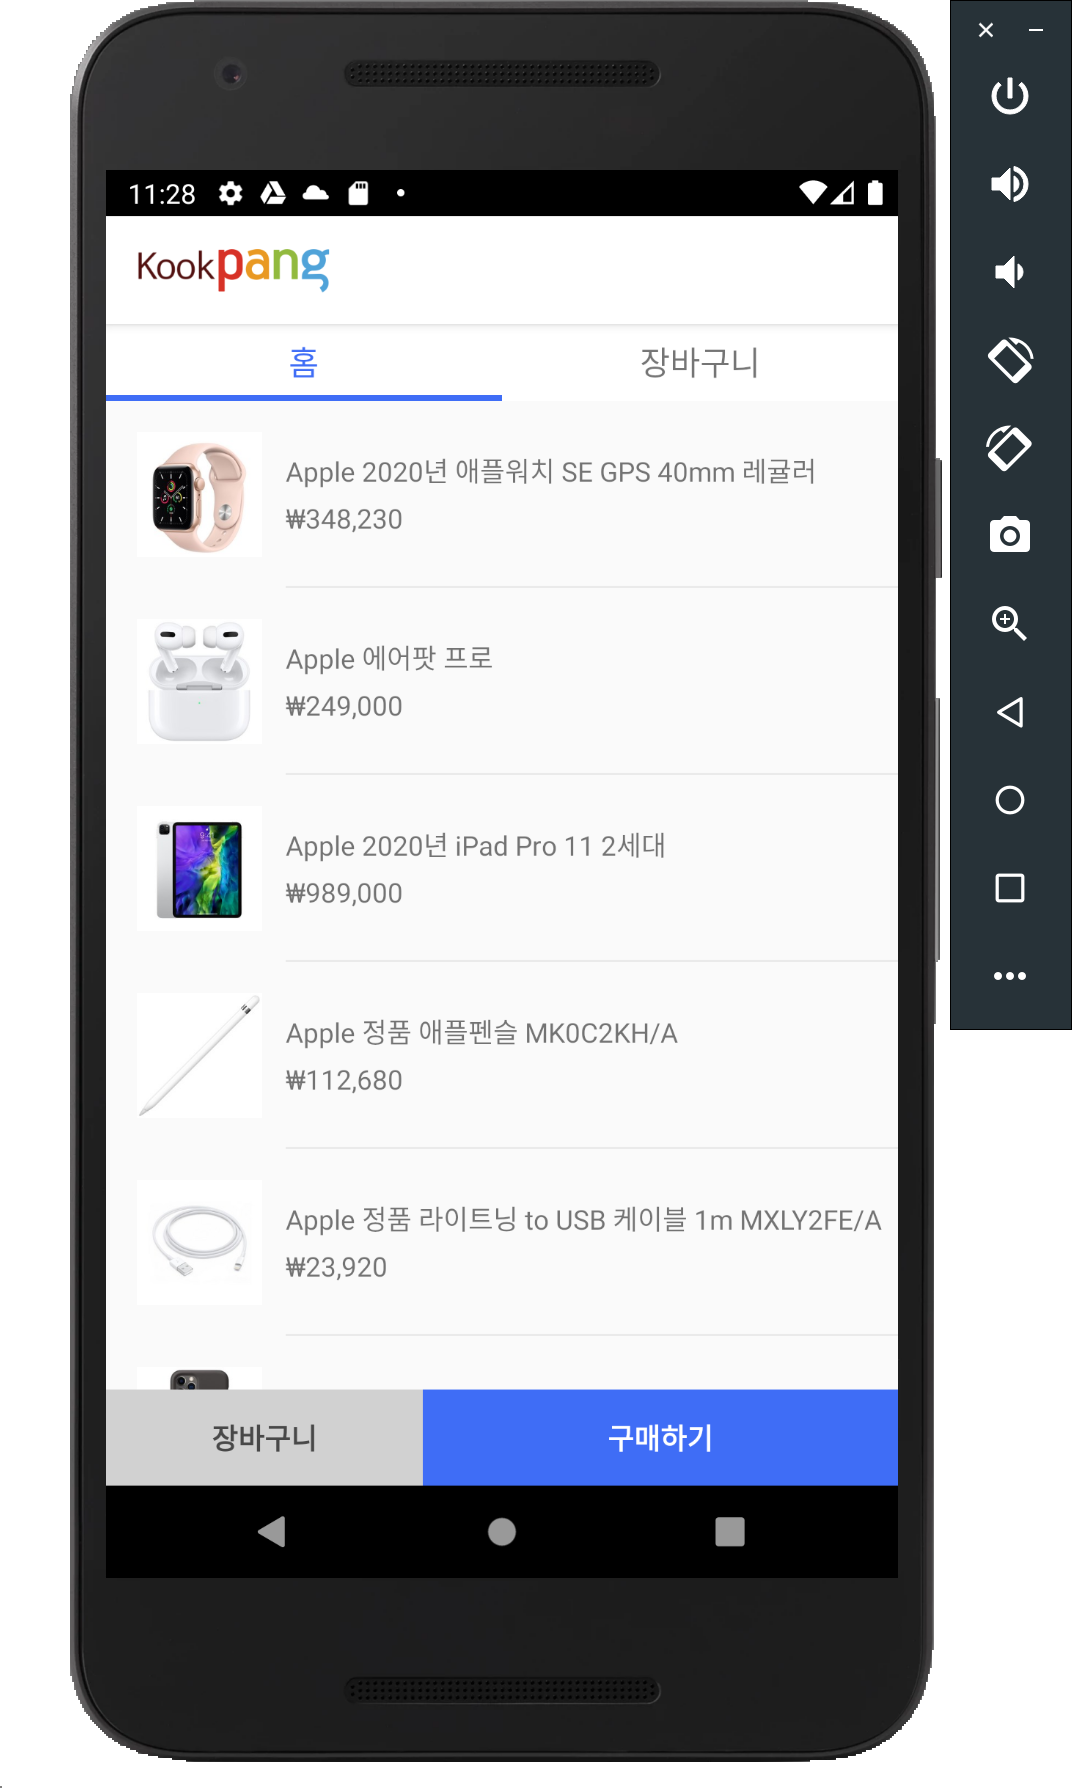 11:28
Kookpang
홈
장바구니
Apple 2020년 애플워치 SE GPS 40mm 레귤러
₩348,230
Apple 에어팟 프로
₩249,000
Apple 2020년 iPad Pro 11 2세대
₩989,000
Apple 정품 애플펜슬 MK0C2KH/A
₩112,680
Apple 정품 라이트닝 to USB 케이블 1m MXLY2FE/A
₩23,920
장바구니
구매하기